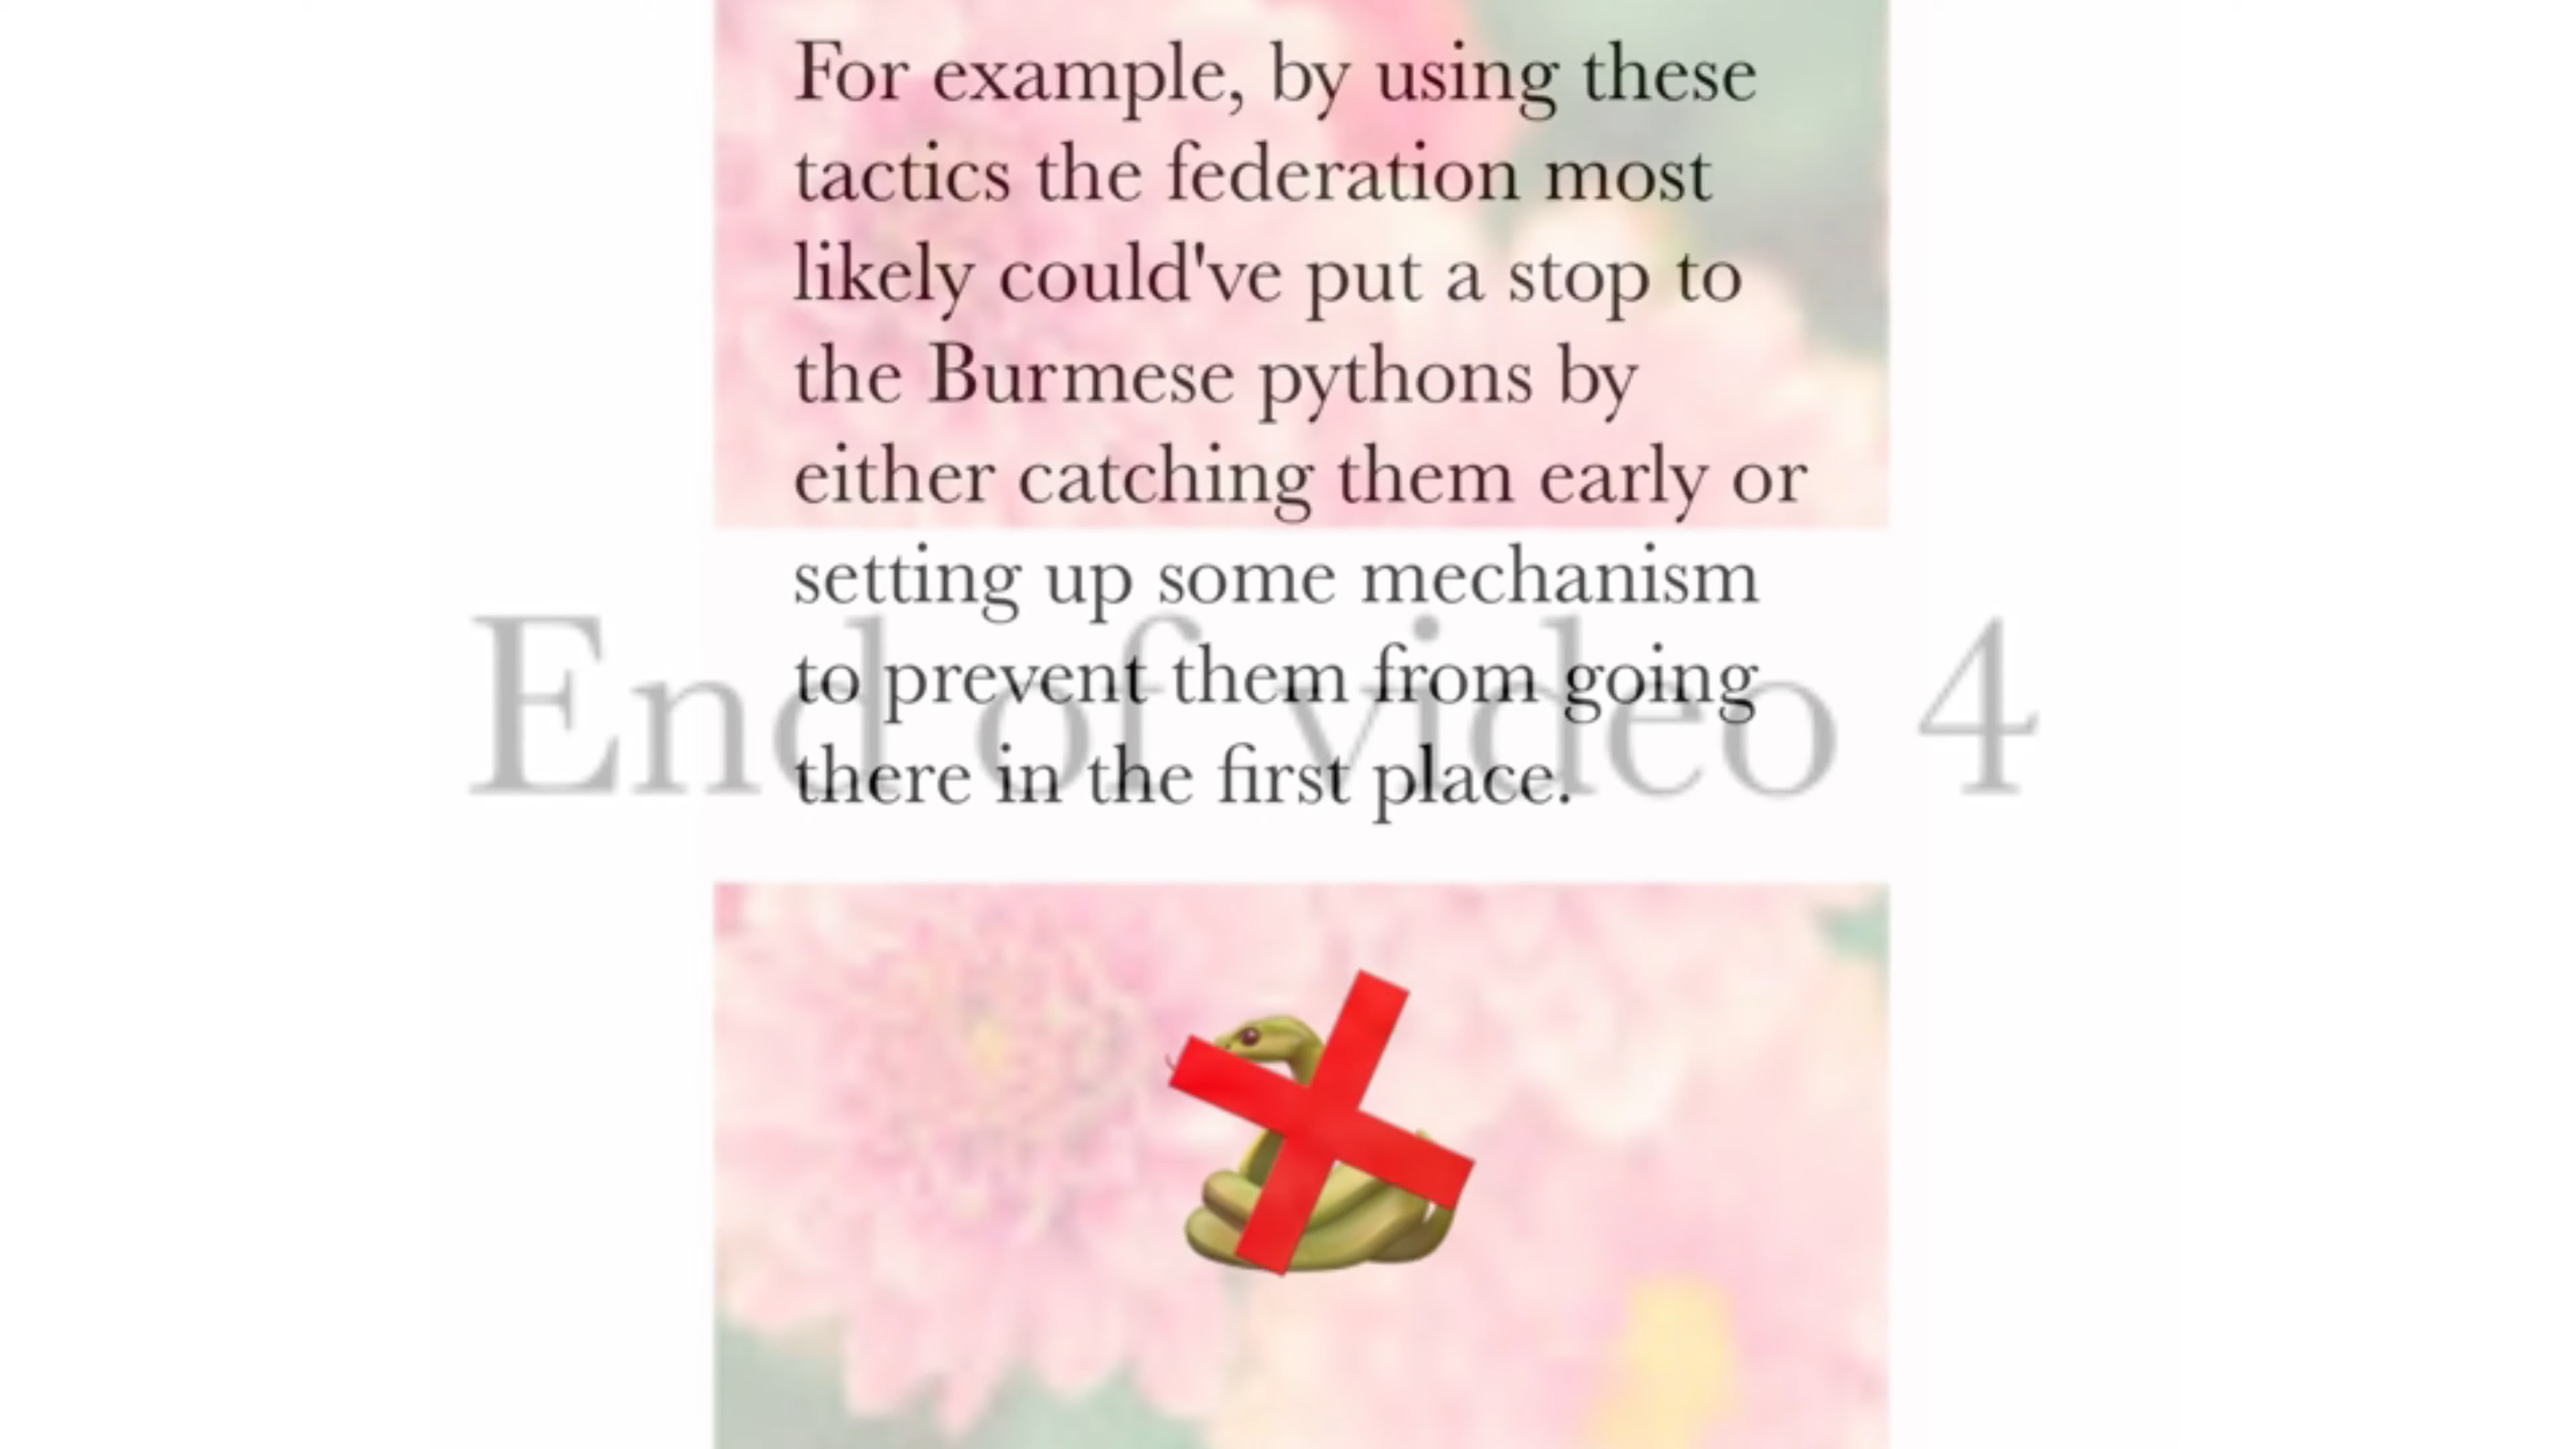 For example, by using these
tactics the federation most
likely could've put a stop to
the Burmese pythons by
either catching them early or
setting up some mechanism
to prevent them from going
there in the first place.
End of video 4